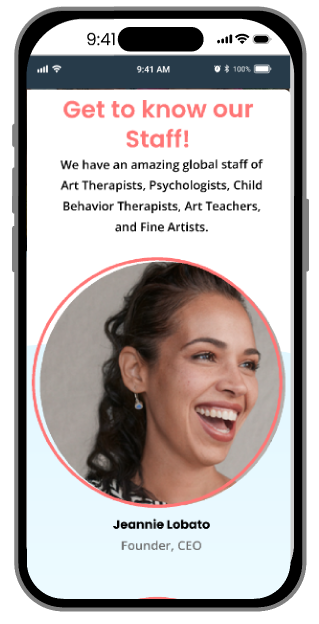 9:41
9:41 AM 100%
Get to know our
Staff!
We have an amazing global staff of
Art Therapists, Psychologists, Child
Behavior Therapists, Art Teachers,
and Fine Artists.
Jeannie Lobato
Founder, CEO